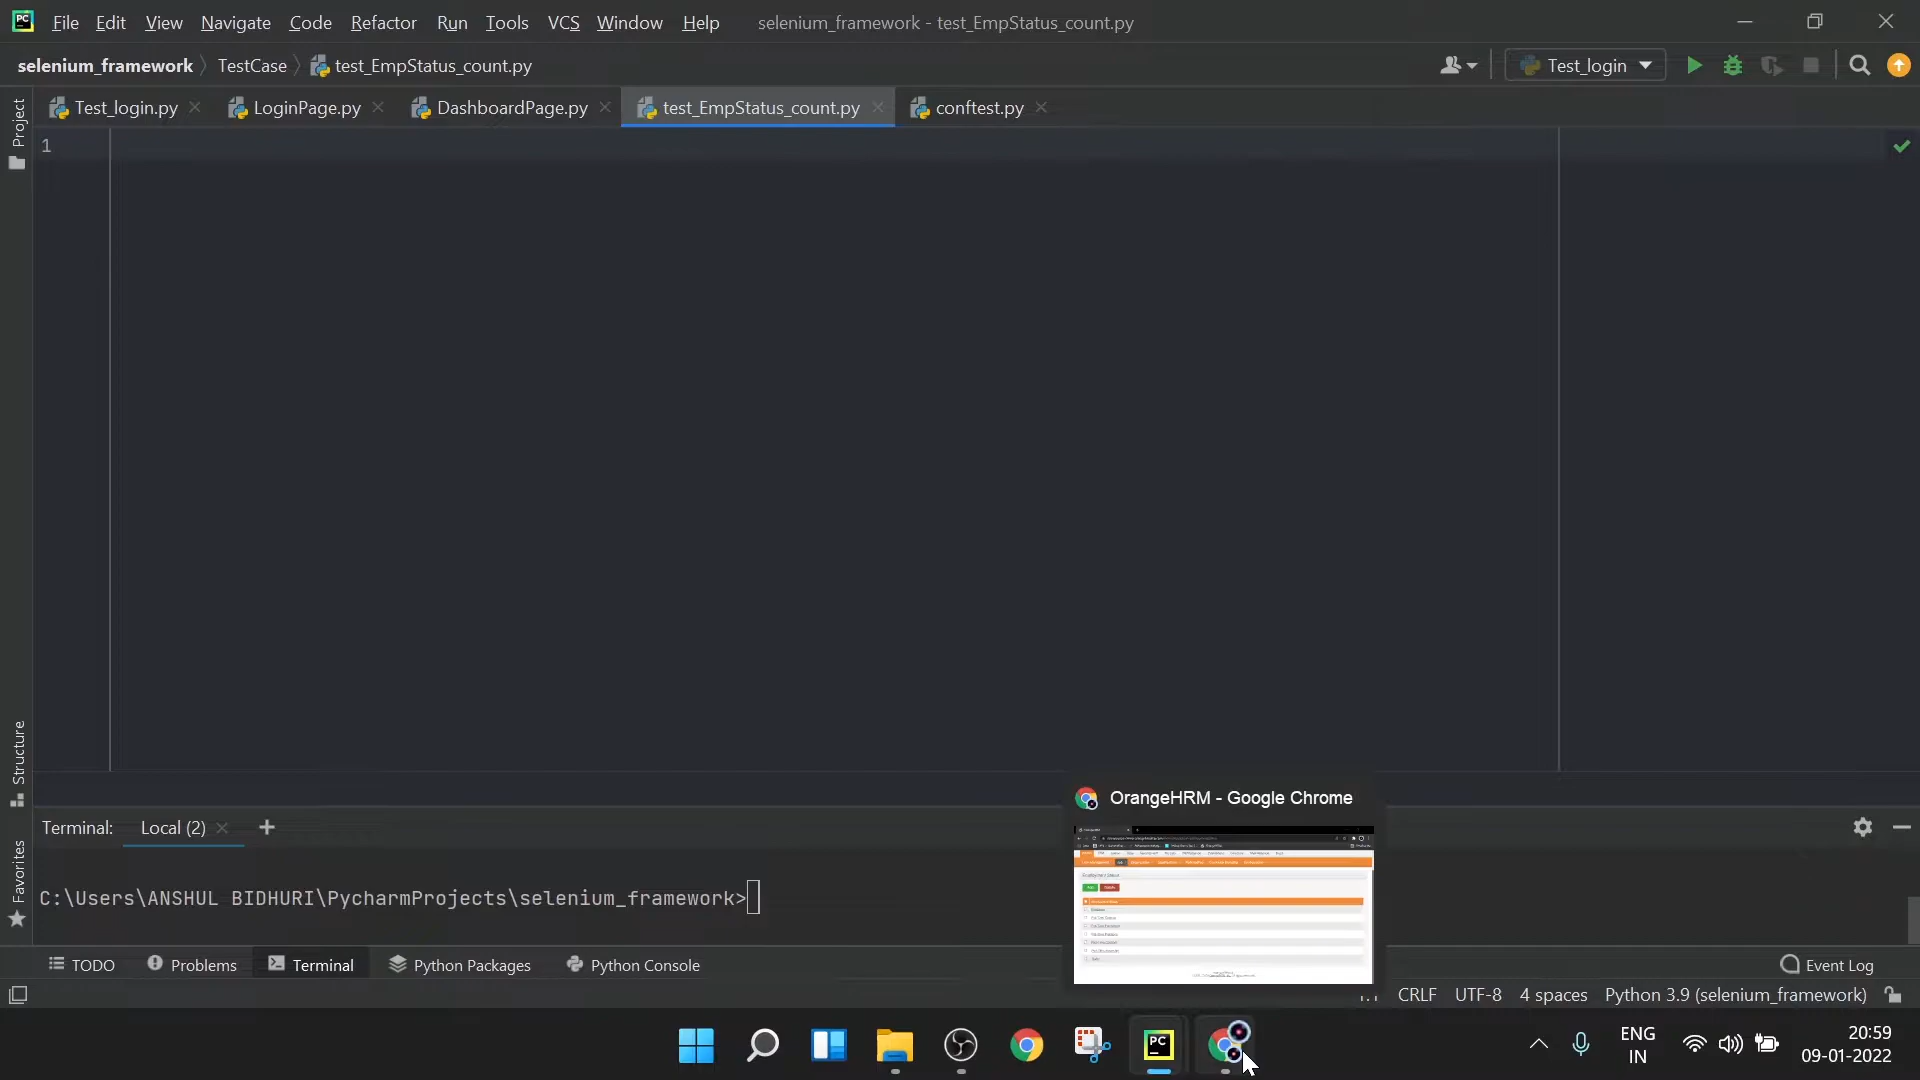 File Edit View Navigate Code Refactor Run Tools VCS Window Help selenium_framework - test_EmpStatus_count.py
selenium_framework TestCase test_EmpStatus_count.py Test_login
Test_login.py LoginPage.py DashboardPage.py test_EmpStatus_count.py conftest.py
Project
1
Structure
Favorites
OrangeHRM - Google Chrome
Terminal: Local (2)
C:\Users\ANSHUL BIDHURI\PycharmProjects\selenium_framework>
TODO Problems Terminal Python Packages Python Console Event Log
CRLF UTF-8 4 spaces Python 3.9 (selenium_framework)
PC
ENG
IN
20:59
09-01-2022